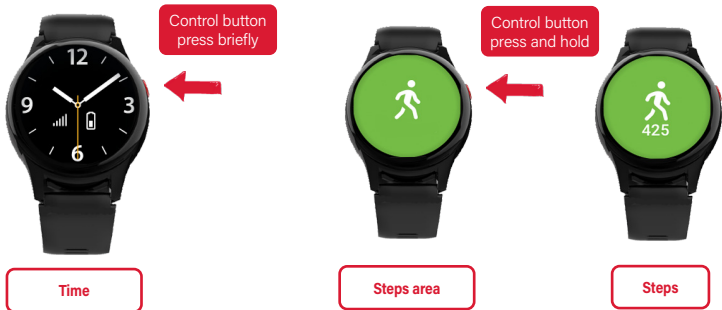 Control button
press briefly
Control button
press and hold
12
9
3
6
425
Time
Steps area
Steps